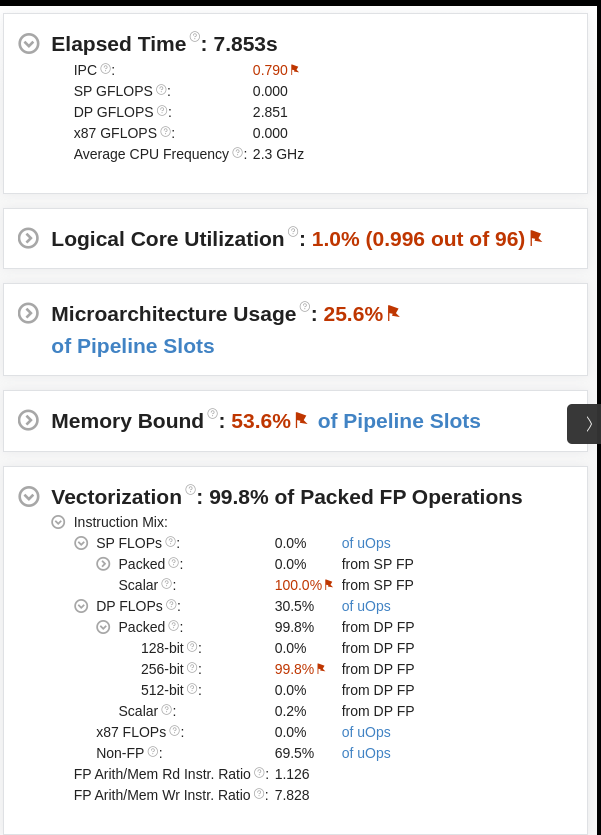 Elapsed Time ? : 7.853s
IPC ? : 0.790
SP GFLOPS ? : 0.000
DP GFLOPS ? : 2.851
x87 GFLOPS ? : 0.000
Average CPU Frequency ? : 2.3 GHz
Logical Core Utilization ? : 1.0% (0.996 out of 96)
Microarchitecture Usage ? : 25.6%
of Pipeline Slots
Memory Bound ? : 53.6% of Pipeline Slots
Vectorization ? : 99.8% of Packed FP Operations
Instruction Mix:
SP FLOPs ? : 0.0% of uOps
Packed ? : 0.0% from SP FP
Scalar ? : 100.0% from SP FP
DP FLOPs ? : 30.5% of uOps
Packed ? : 99.8% from DP FP
128-bit ? : 0.0% from DP FP
256-bit ? : 99.8% from DP FP
512-bit ? : 0.0% from DP FP
Scalar ? : 0.2% from DP FP
x87 FLOPs ? : 0.0% of uOps
Non-FP ? : 69.5% of uOps
FP Arith/Mem Rd Instr. Ratio ? : 1.126
FP Arith/Mem Wr Instr. Ratio ? : 7.828